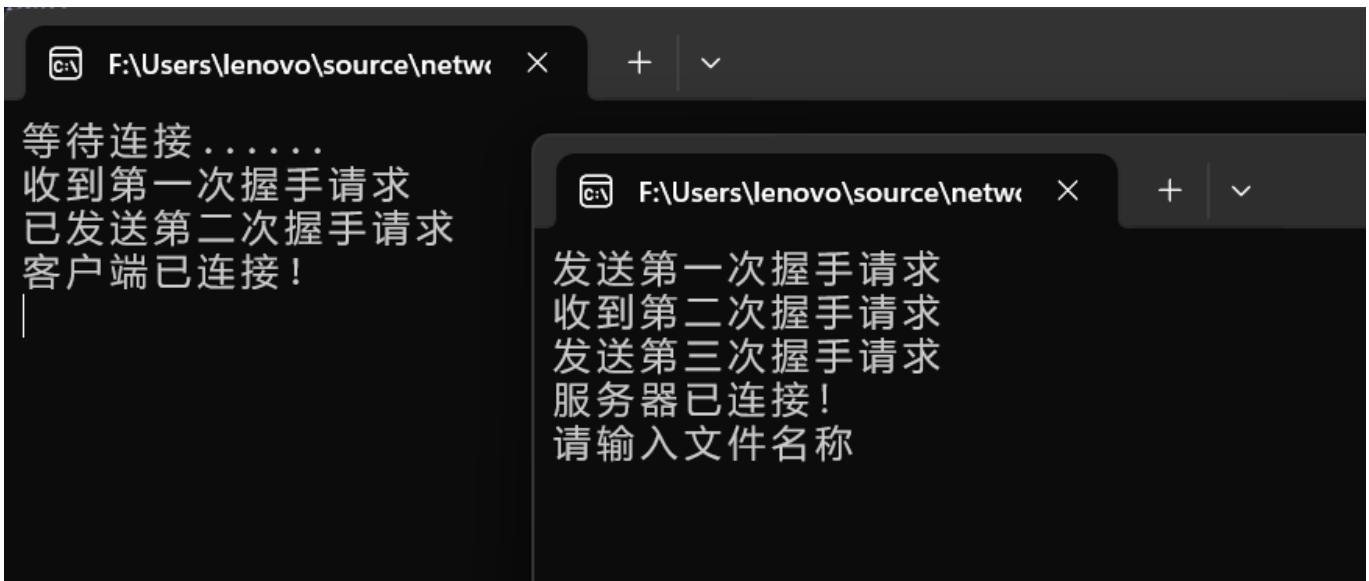 F:\Users\lenovo\source\netwo
等待连接......
收到第一次握手请求
已发送第二次握手请求
客户端已连接!
F:\Users\lenovo\source\netwo
发送第一次握手请求
收到第二次握手请求
发送第三次握手请求
服务器已连接!
请输入文件名称